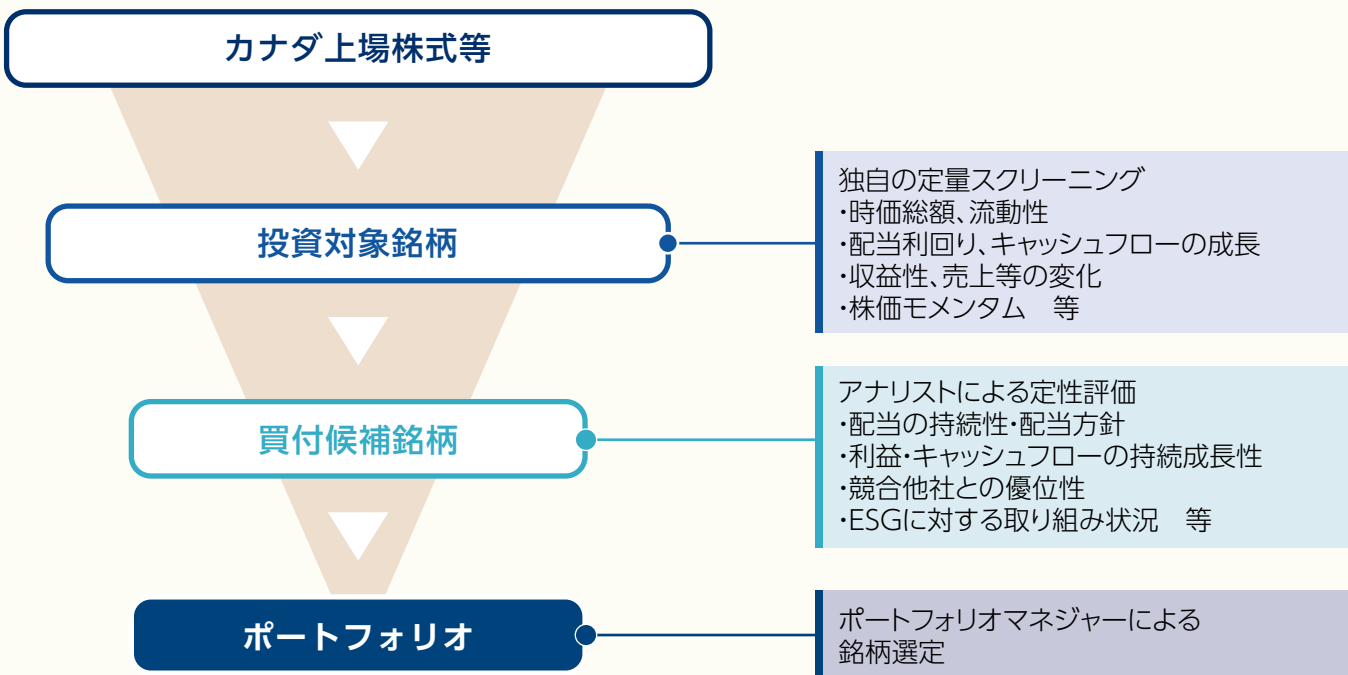 カナダ上場株式等
投資対象銘柄
独自の定量スクリーニング
・時価総額、流動性
・配当利回り、キャッシュフローの成長
・収益性、売上等の変化
・株価モメンタム　等
買付候補銘柄
アナリストによる定性評価
・配当の持続性・配当方針
・利益・キャッシュフローの持続成長性
・競合他社との優位性
・ESGに対する取り組み状況　等
ポートフォリオ
ポートフォリオマネジャーによる
銘柄選定